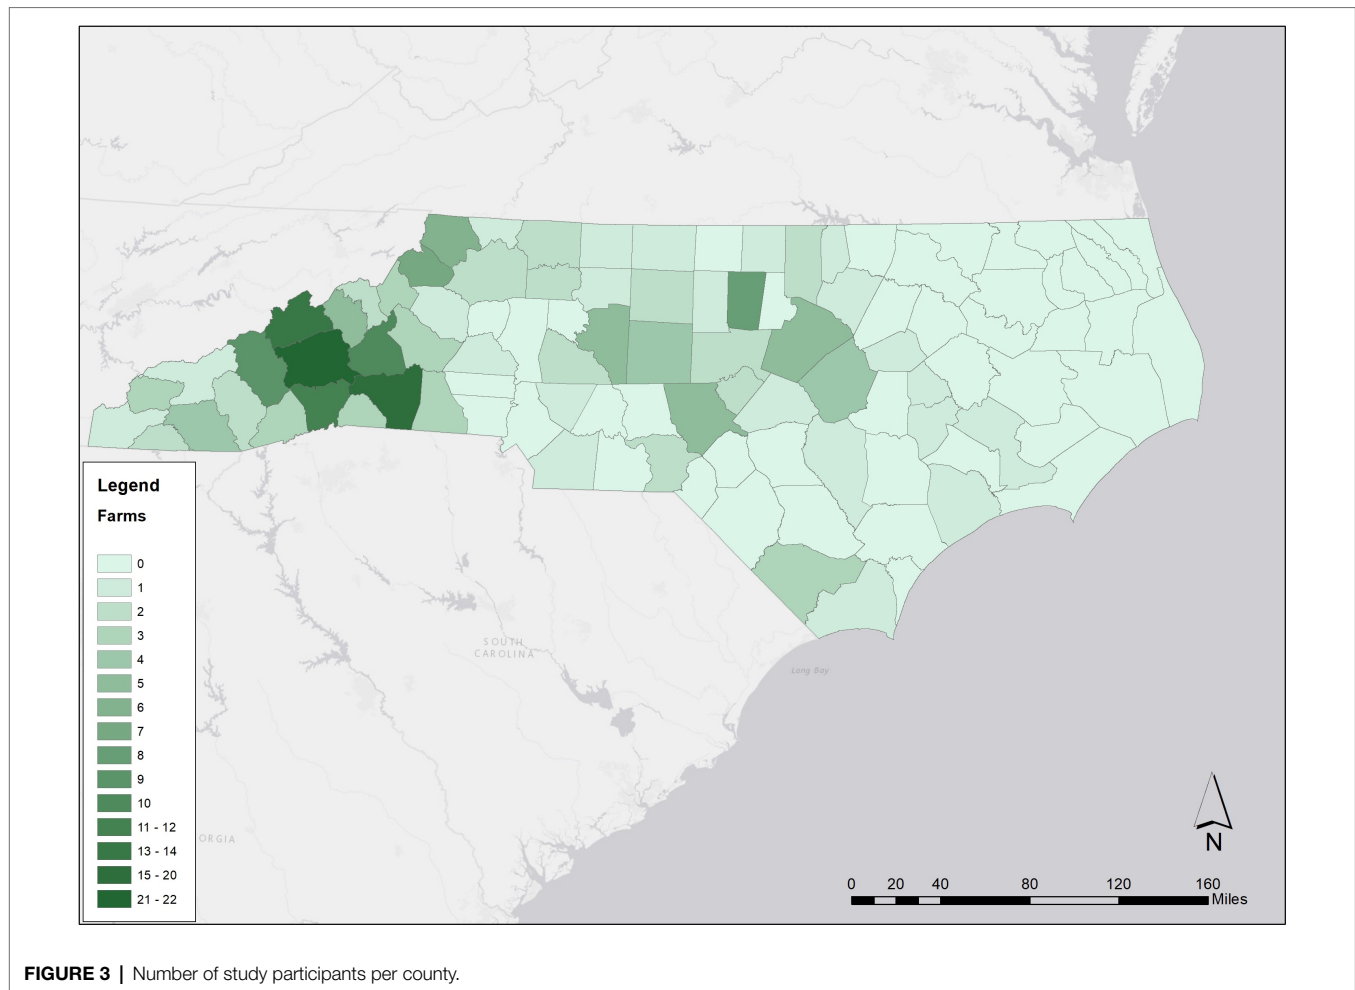 SOUTH
CAROLINA
Long Bay
ORGIA
Legend
Farms
0
1
2
3
4
5
6
7
8
9
10
11 - 12
13 - 14
15 - 20
21 - 22
N
0 20 40 80 120 160
Miles
FIGURE 3 | Number of study participants per county.